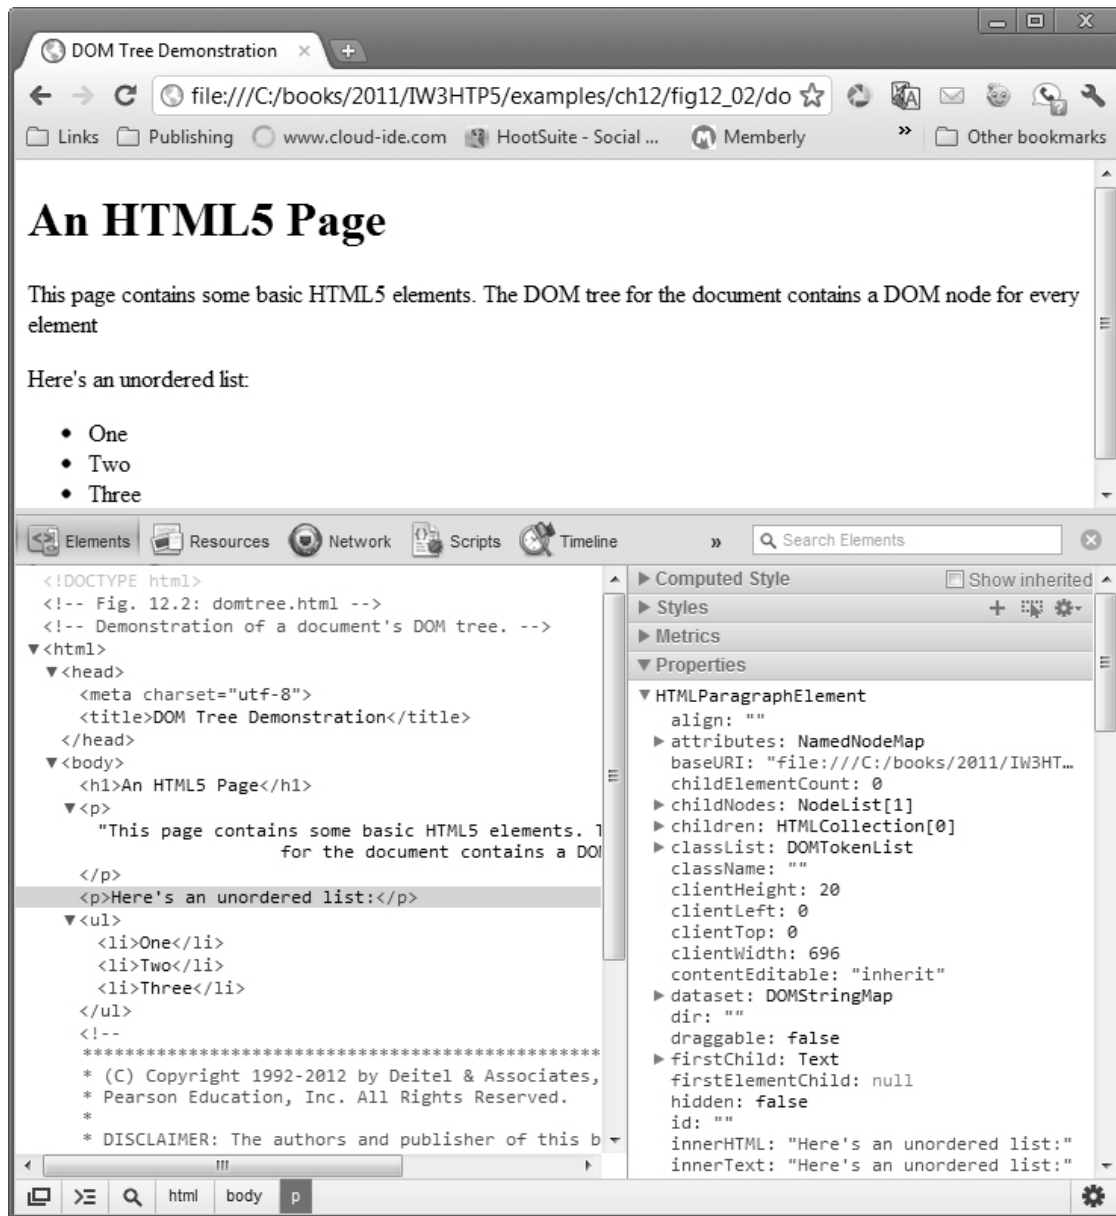 DOM Tree Demonstration
file:///C:/books/2011/IW3HTP5/examples/ch12/fig12_02/do
Links Publishing www.cloud-ide.com HootSuite - Social ... Memberly » Other bookmarks
An HTML5 Page
This page contains some basic HTML5 elements. The DOM tree for the document contains a DOM node for every
element
Here's an unordered list:
• One
• Two
• Three
Elements Resources Network Scripts Timeline » Search Elements
<!DOCTYPE html>
<!-- Fig. 12.2: domtree.html -->
<!-- Demonstration of a document's DOM tree. -->
▼<html>
▼<head>
<meta charset="utf-8">
<title>DOM Tree Demonstration</title>
</head>
▼<body>
<h1>An HTML5 Page</h1>
▼<p>
"This page contains some basic HTML5 elements. T
for the document contains a DOM
</p>
<p>Here's an unordered list:</p>
▼<ul>
<li>One</li>
<li>Two</li>
<li>Three</li>
</ul>
<!--
*************************************************
* (C) Copyright 1992-2012 by Deitel & Associates,
* Pearson Education, Inc. All Rights Reserved.
*
* DISCLAIMER: The authors and publisher of this b
▶ Computed Style Show inherited
▶ Styles
▶ Metrics
▼ Properties
▼ HTMLParagraphElement
align: ""
▶ attributes: NamedNodeMap
baseURI: "file:///C:/books/2011/IW3HT…
childElementCount: 0
▶ childNodes: NodeList[1]
▶ children: HTMLCollection[0]
▶ classList: DOMTokenList
className: ""
clientHeight: 20
clientLeft: 0
clientTop: 0
clientWidth: 696
contentEditable: "inherit"
▶ dataset: DOMStringMap
dir: ""
draggable: false
▶ firstChild: Text
firstElementChild: null
hidden: false
id: ""
innerHTML: "Here's an unordered list:"
innerText: "Here's an unordered list:"
html body p